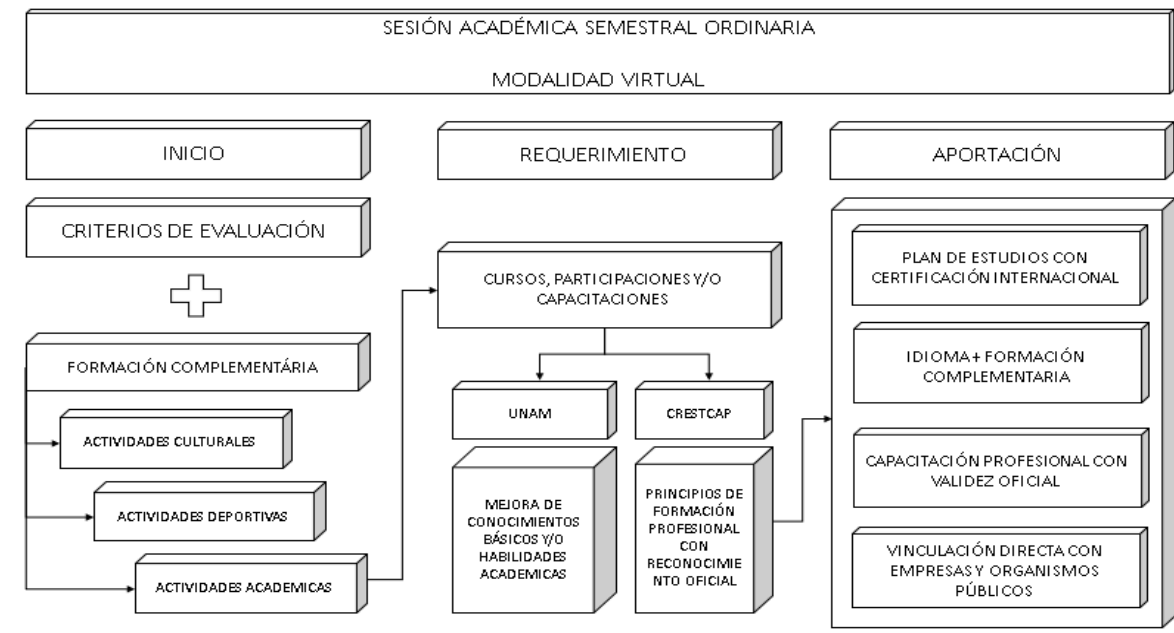 SESIÓN ACADÉMICA SEMESTRAL ORDINARIA
MODALIDAD VIRTUAL
INICIO
REQUERIMIENTO
APORTACIÓN
CRITERIOS DE EVALUACIÓN
FORMACIÓN COMPLEMENTÁRIA
ACTIVIDADES CULTURALES
ACTIVIDADES DEPORTIVAS
ACTIVIDADES ACADEMICAS
CURSOS, PARTICIPACIONES Y/O
CAPACITACIONES
UNAM
CRESTCAP
MEJORA DE
CONOCIMIENTOS
BÁSICOS Y/O
HABILIDADES
ACADEMICAS
PRINCIPIOS DE
FORMACIÓN
PROFESIONAL
CON
RECONOCIMIE
NTO OFICIAL
PLAN DE ESTUDIOS CON
CERTIFICACIÓN INTERNACIONAL
IDIOMA + FORMACIÓN
COMPLEMENTARIA
CAPACITACIÓN PROFESIONAL CON
VALIDEZ OFICIAL
VINCULACIÓN DIRECTA CON
EMPRESAS Y ORGANISMOS
PÚBLICOS